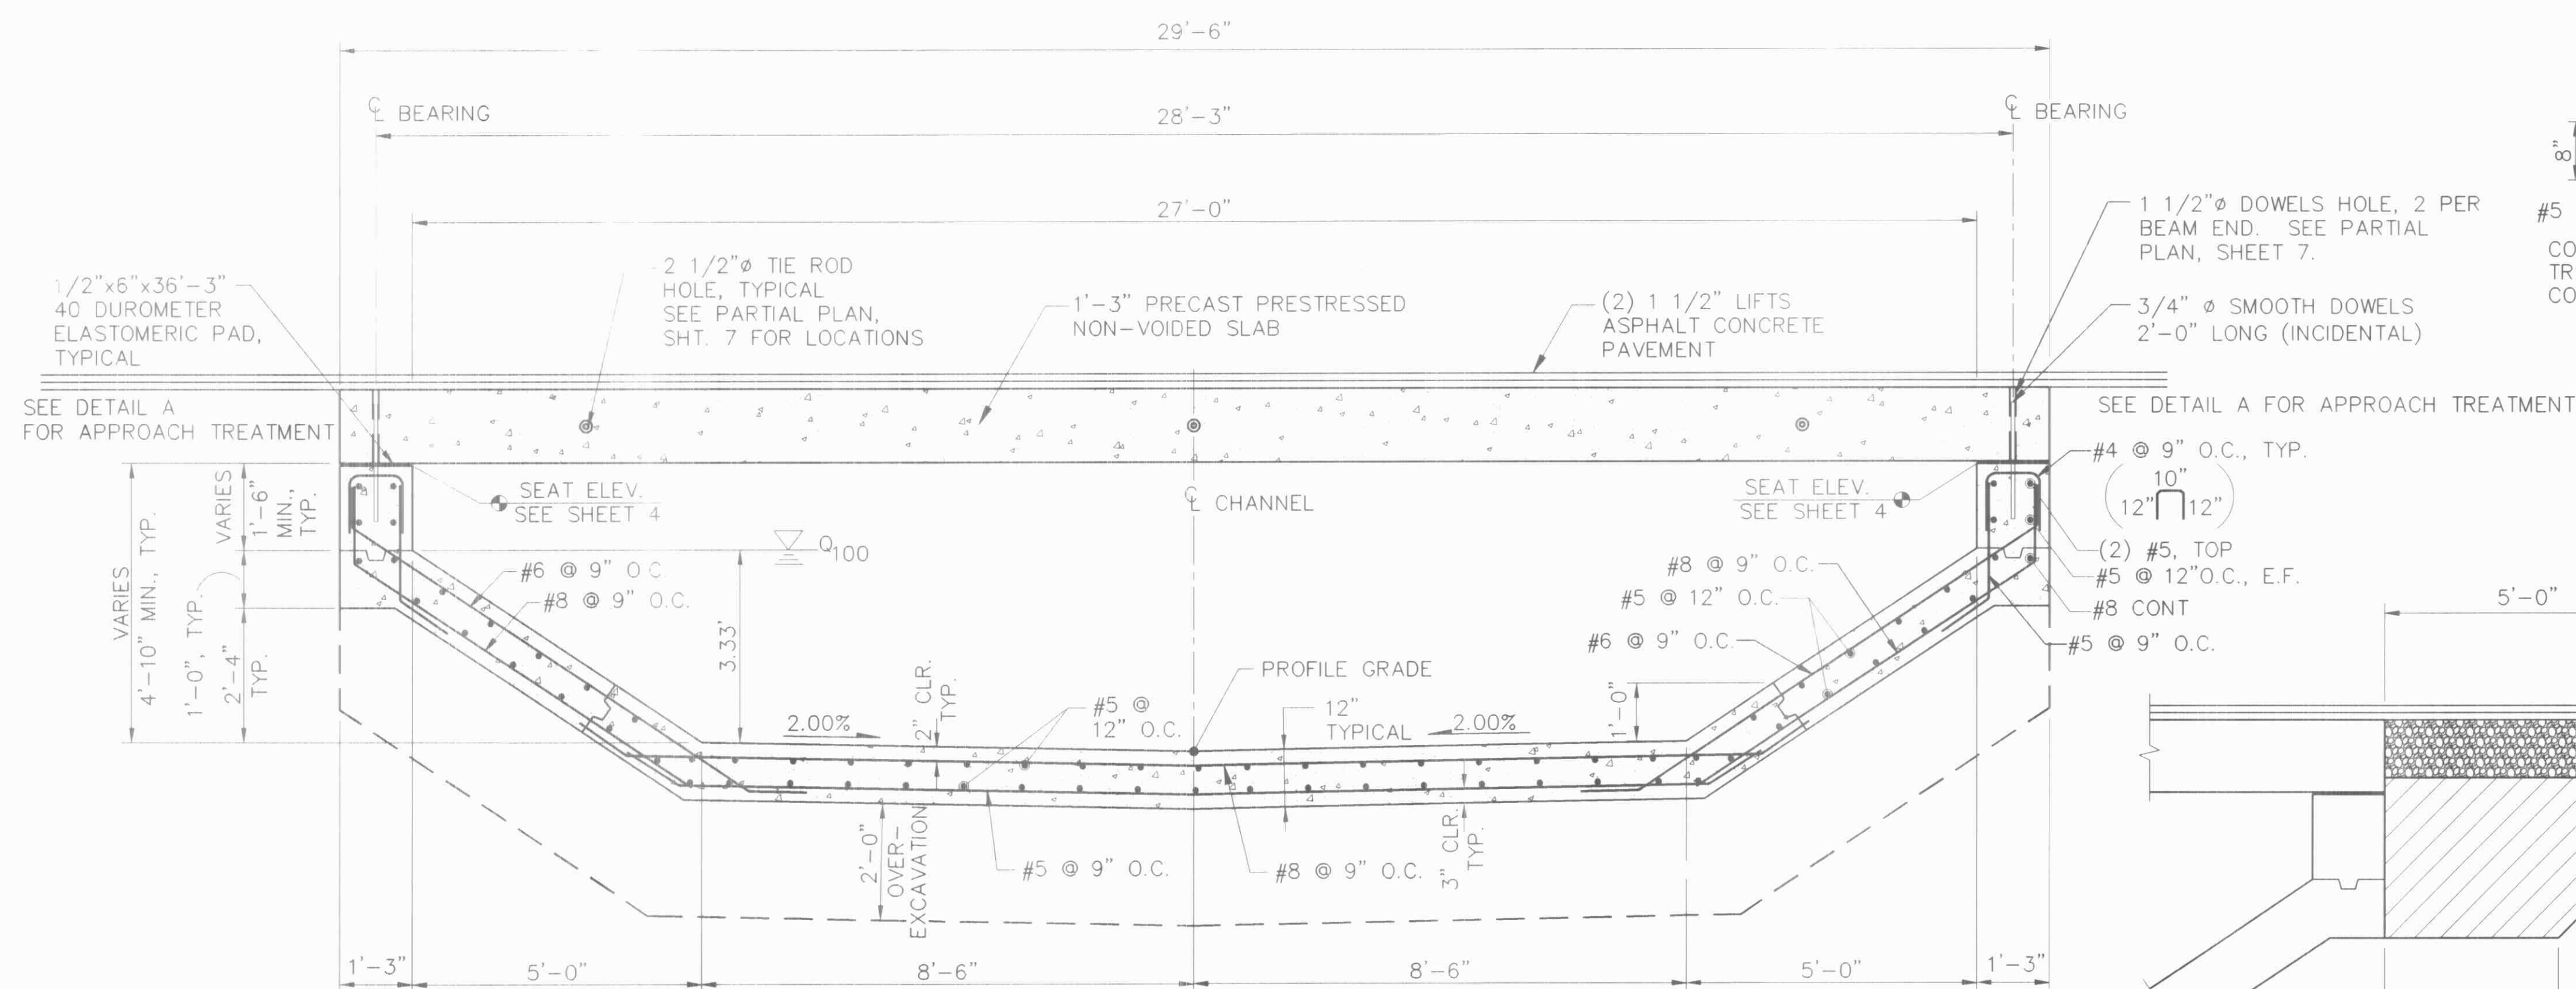 29'-6"
℄ BEARING
28'-3"
℄ BEARING
27'-0"
8"
#5
CO
TR
CO
1 1/2"ø DOWELS HOLE, 2 PER
BEAM END. SEE PARTIAL
PLAN, SHEET 7.
3/4" ø SMOOTH DOWELS
2'-0" LONG (INCIDENTAL)
1/2"x6"x36'-3"
40 DUROMETER
ELASTOMERIC PAD,
TYPICAL
2 1/2"ø TIE ROD
HOLE, TYPICAL
SEE PARTIAL PLAN,
SHT. 7 FOR LOCATIONS
1'-3" PRECAST PRESTRESSED
NON-VOIDED SLAB
(2) 1 1/2" LIFTS
ASPHALT CONCRETE
PAVEMENT
SEE DETAIL A
FOR APPROACH TREATMENT
SEE DETAIL A FOR APPROACH TREATMENT
#4 @ 9" O.C., TYP.
10"
12" 12"
(2) #5, TOP
#5 @ 12"O.C., E.F.
#8 CONT
#5 @ 9" O.C.
VARIES
4'-10" MIN., TYP.
VARIES
1'-6"
MIN.,
TYP.
1'-0", TYP.
2'-4"
TYP.
SEAT ELEV.
SEE SHEET 4
℄ CHANNEL
SEAT ELEV.
SEE SHEET 4
Q100
#6 @ 9" O.C.
#8 @ 9" O.C.
3.33'
#8 @ 9" O.C.
#5 @ 12" O.C.
#6 @ 9" O.C.
1'-0"
PROFILE GRADE
2.00%
2" CLR.
TYP.
#5 @
12" O.C.
12"
TYPICAL
2.00%
2'-0"
OVER-
EXCAVATION
#5 @ 9" O.C.
#8 @ 9" O.C.
3" CLR.
TYP.
5'-0"
1'-3"
5'-0"
8'-6"
8'-6"
5'-0"
1'-3"